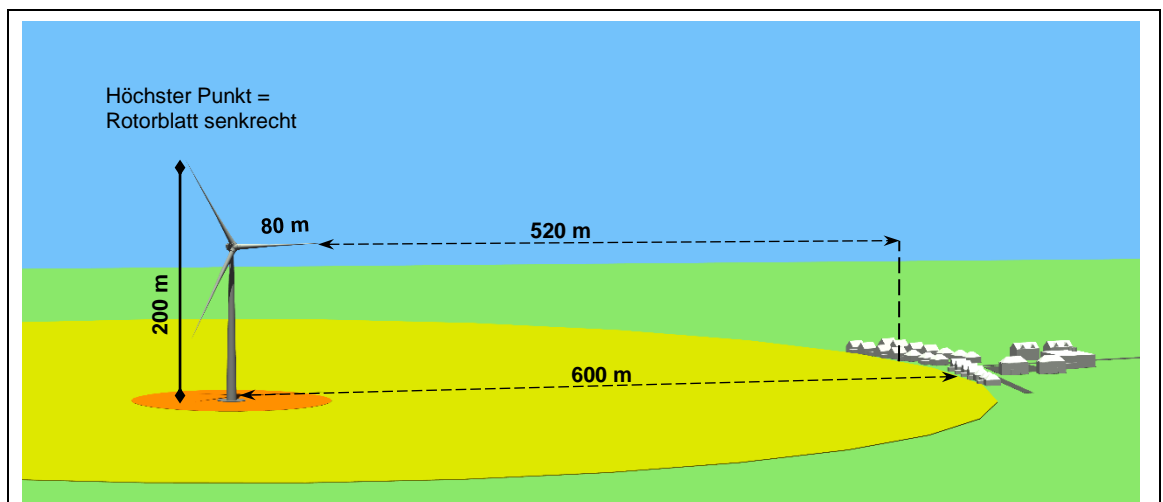 Höchster Punkt =
Rotorblatt senkrecht
80 m
520 m
200 m
600 m